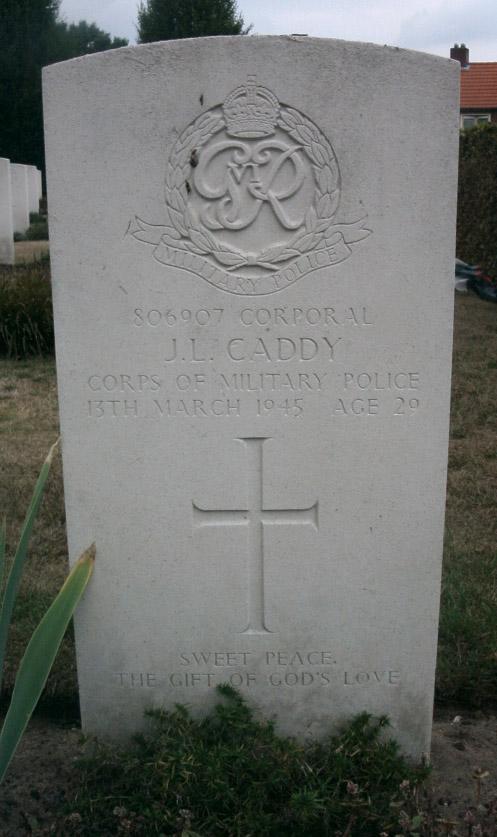 GviR
MILITARY POLICE
806907 CORPORAL
J.L. CADDY
CORPS OF MILITARY POLICE
13TH MARCH 1945 AGE 29
SWEET PEACE.
THE GIFT OF GOD'S LOVE